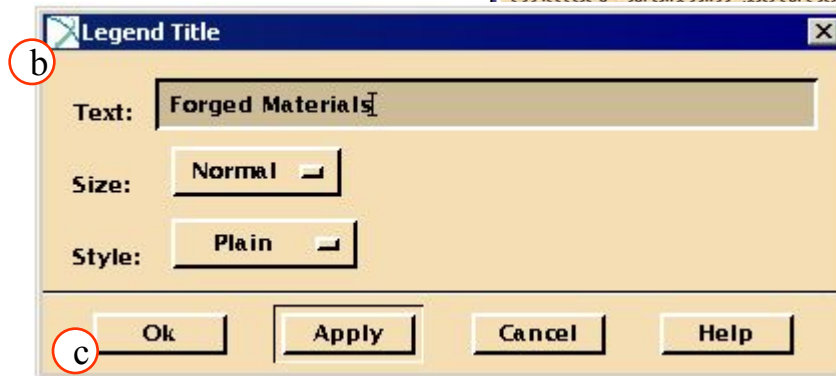 Legend Title
b
Text: Forged Materials
Size: Normal
Style: Plain
c
Ok Apply Cancel Help